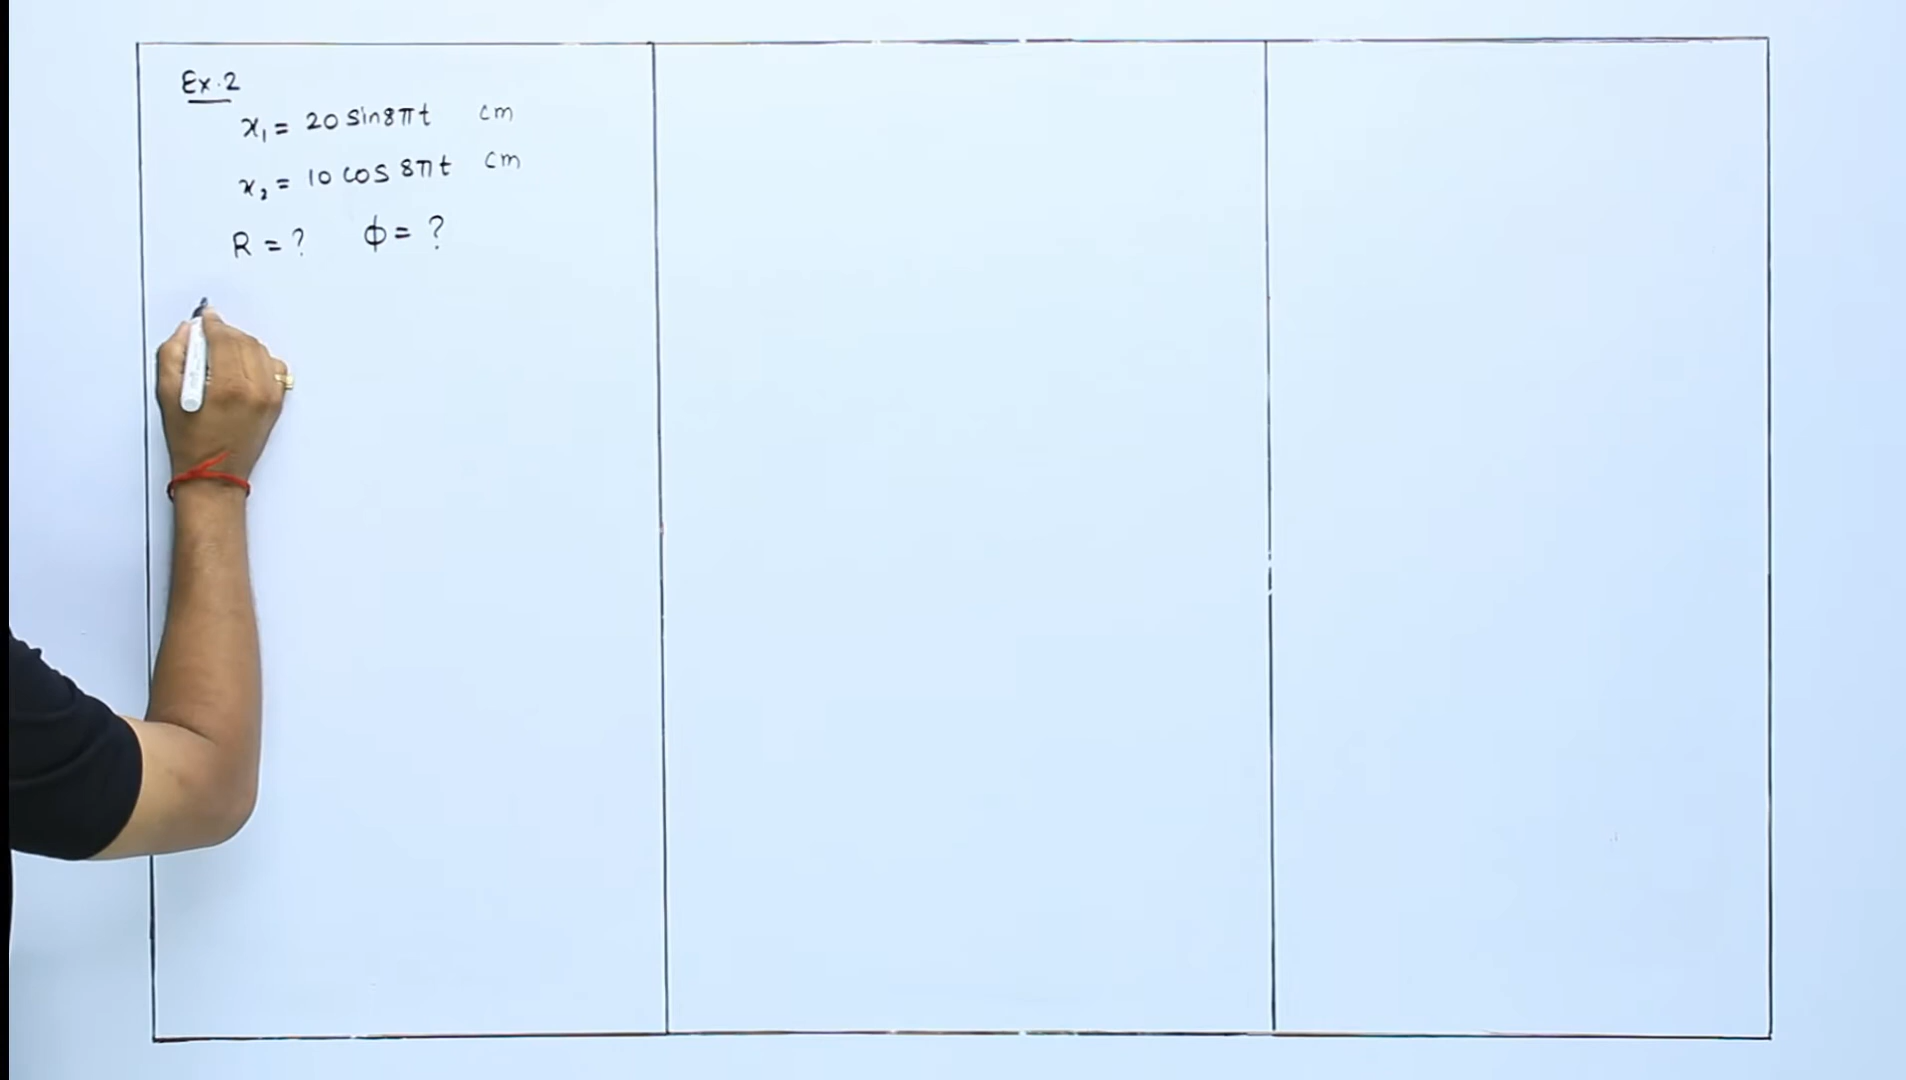 Ex.2
x₁ = 20 sin8πt cm
x₂ = 10 cos 8πt cm
R = ? ϕ = ?